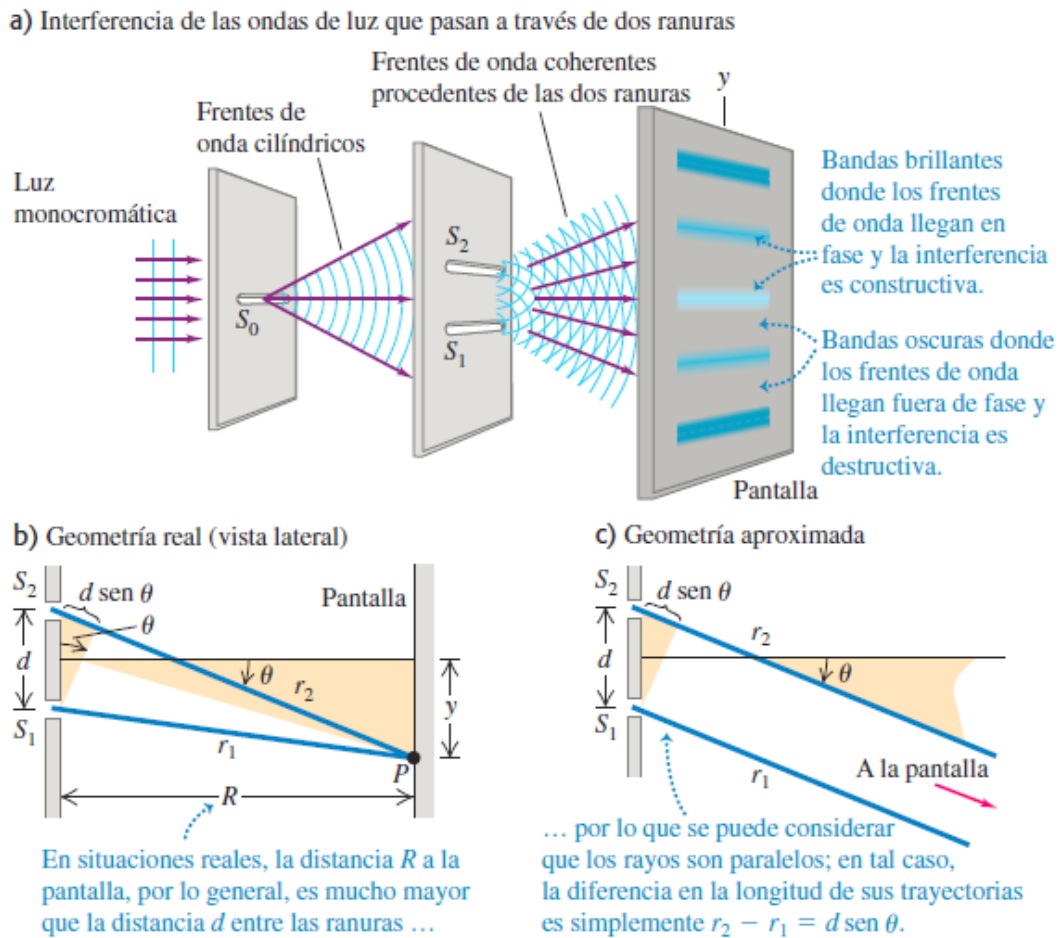 a) Interferencia de las ondas de luz que pasan a través de dos ranuras
Frentes de onda coherentes
procedentes de las dos ranuras
y
Frentes de
onda cilíndricos
Luz
monocromática
Bandas brillantes
donde los frentes
de onda llegan en
fase y la interferencia
es constructiva.
S2
S0
S1
Bandas oscuras donde
los frentes de onda
llegan fuera de fase y
la interferencia es
destructiva.
Pantalla
b) Geometría real (vista lateral)
S2
d sen θ
Pantalla
θ
d
θ
r2
y
S1
r1
P
R
En situaciones reales, la distancia R a la
pantalla, por lo general, es mucho mayor
que la distancia d entre las ranuras …
c) Geometría aproximada
S2
d sen θ
r2
d
θ
S1
r1
A la pantalla
… por lo que se puede considerar
que los rayos son paralelos; en tal caso,
la diferencia en la longitud de sus trayectorias
es simplemente r2 − r1 = d sen θ.